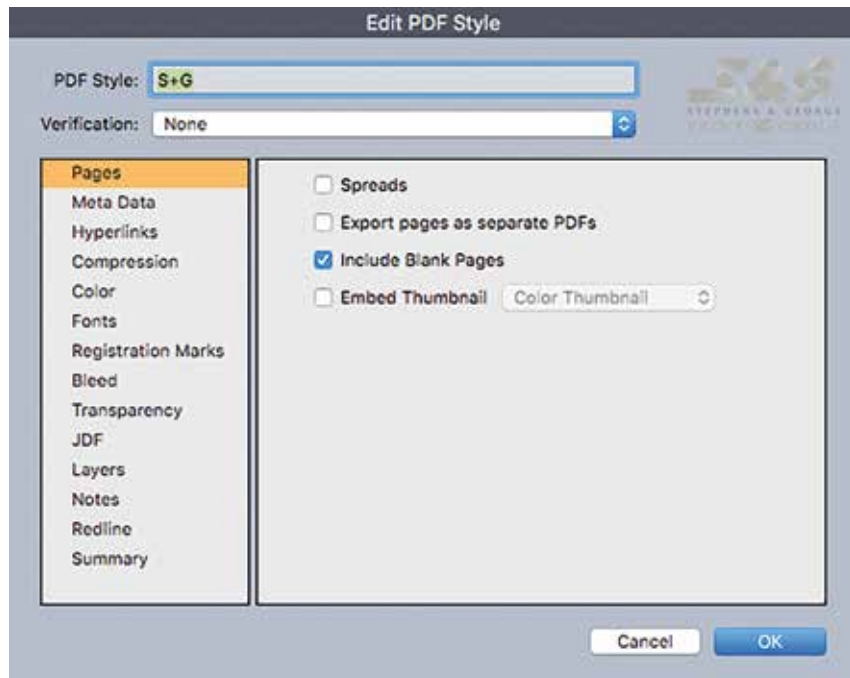 Edit PDF Style
PDF Style: S+G
Verification: None
Pages
Meta Data
Hyperlinks
Compression
Color
Fonts
Registration Marks
Bleed
Transparency
JDF
Layers
Notes
Redline
Summary
Spreads
Export pages as separate PDFs
Include Blank Pages
Embed Thumbnail Color Thumbnail
Cancel OK
STEPHENS & GEORGE